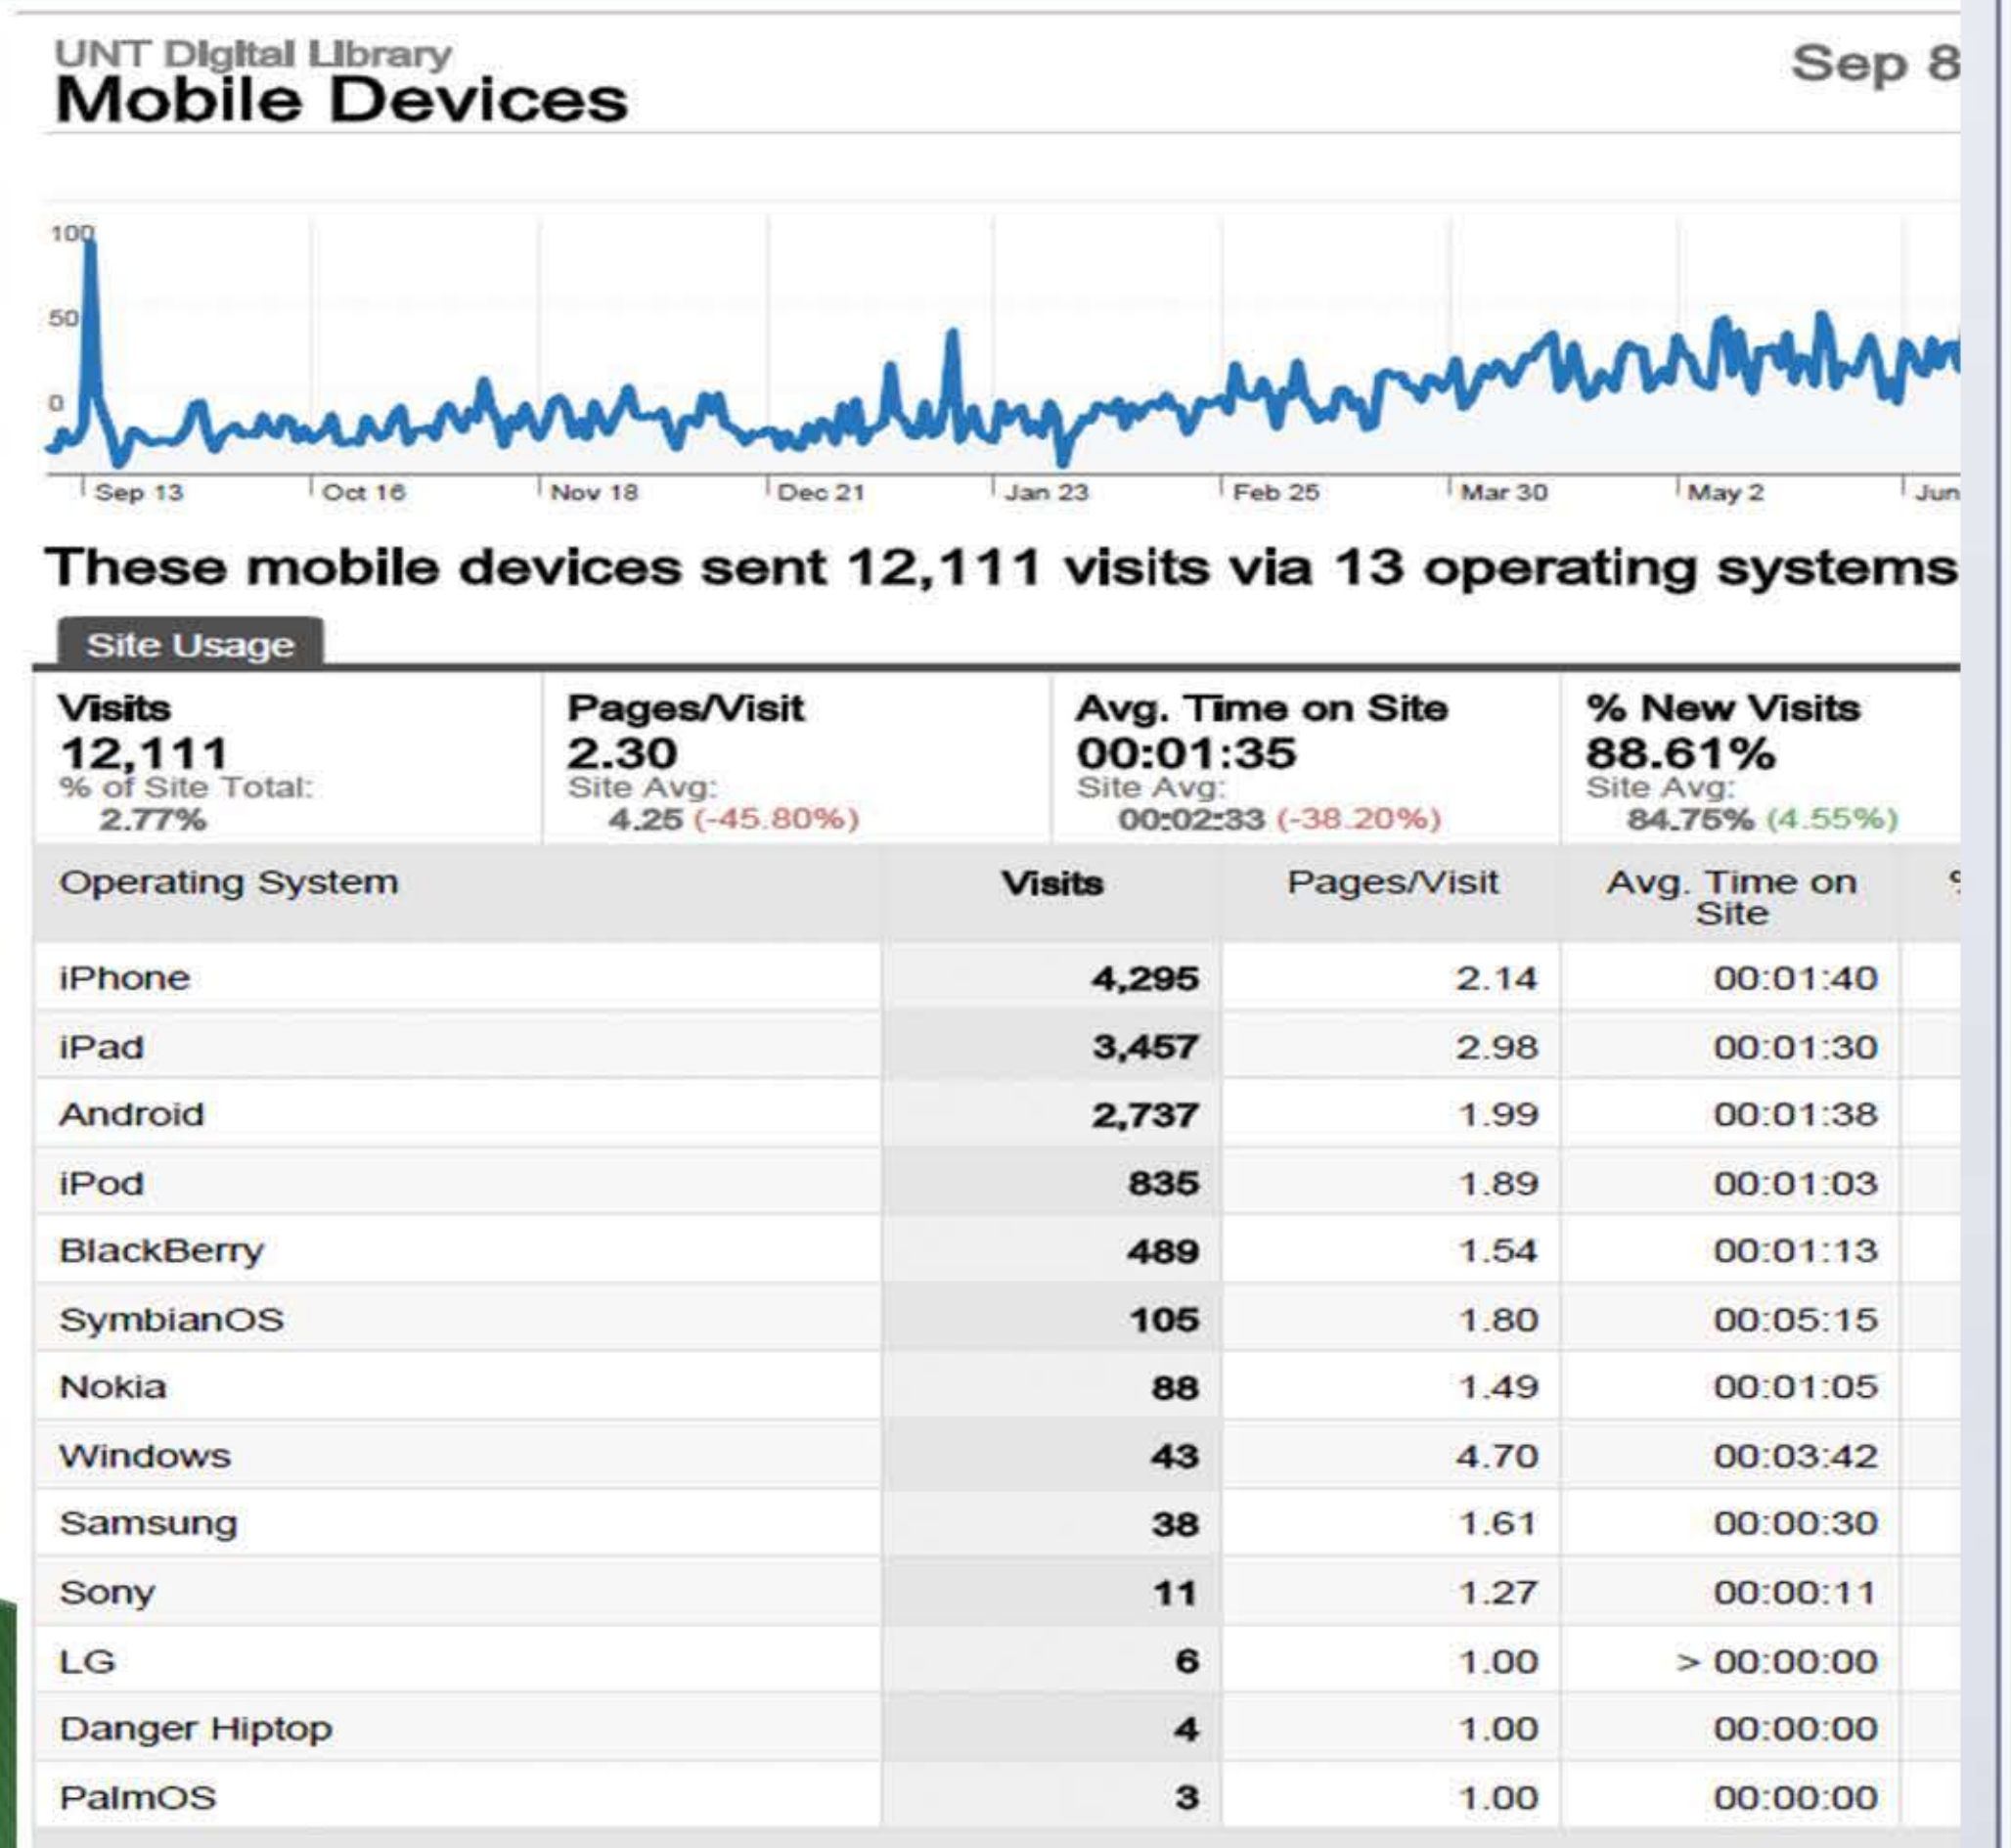 UNT Digital Library
Mobile Devices
Sep 8
100
50
0
Sep 13 Oct 16 Nov 18 Dec 21 Jan 23 Feb 25 Mar 30 May 2 Jun
These mobile devices sent 12,111 visits via 13 operating systems
Site Usage
Visits Pages/Visit Avg. Time on Site % New Visits
12,111 2.30 00:01:35 88.61%
% of Site Total: Site Avg: Site Avg: Site Avg:
2.77% 4.25 (-45.80%) 00:02:33 (-38.20%) 84.75% (4.55%)
Operating System Visits Pages/Visit Avg. Time on
Site
iPhone 4,295 2.14 00:01:40
iPad 3,457 2.98 00:01:30
Android 2,737 1.99 00:01:38
iPod 835 1.89 00:01:03
BlackBerry 489 1.54 00:01:13
SymbianOS 105 1.80 00:05:15
Nokia 88 1.49 00:01:05
Windows 43 4.70 00:03:42
Samsung 38 1.61 00:00:30
Sony 11 1.27 00:00:11
LG 6 1.00 > 00:00:00
Danger Hiptop 4 1.00 00:00:00
PalmOS 3 1.00 00:00:00